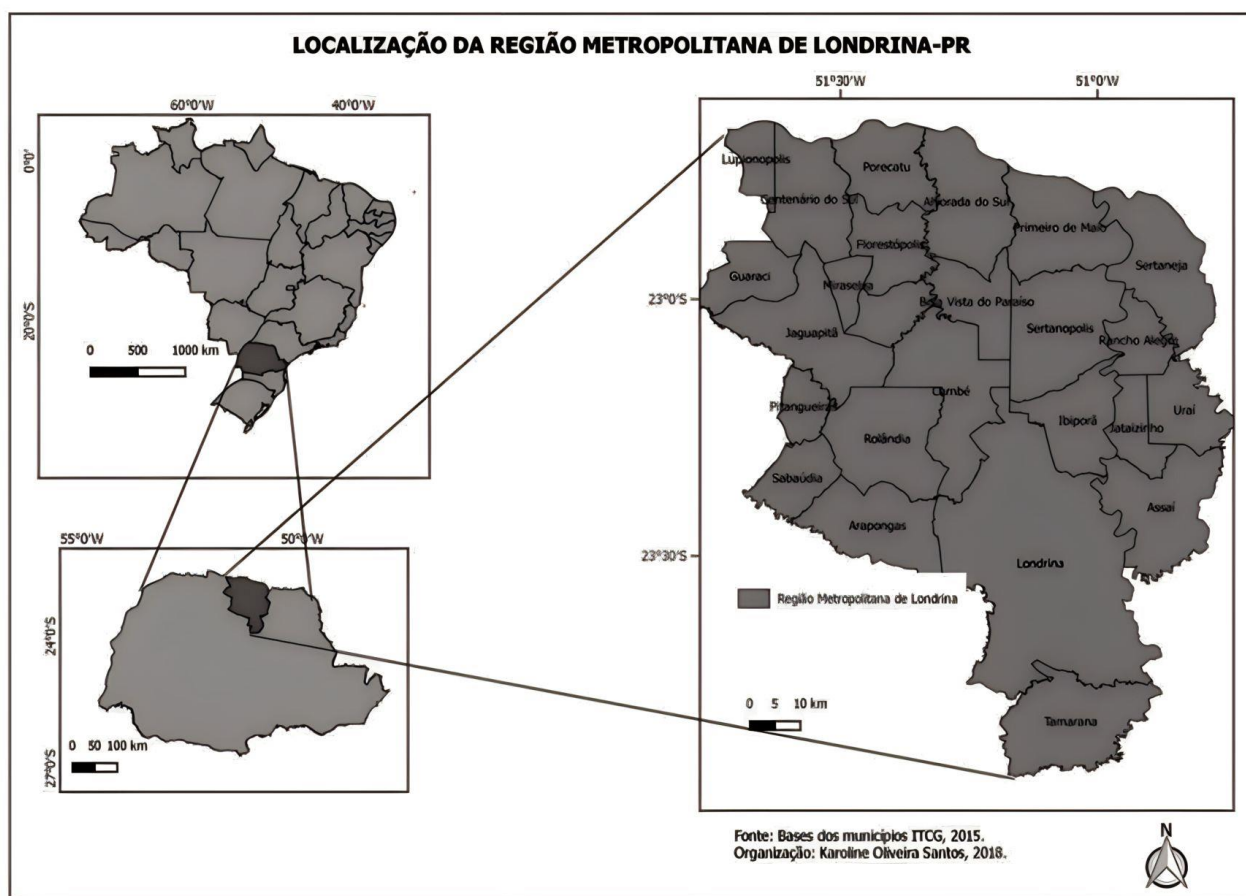 LOCALIZAÇÃO DA REGIÃO METROPOLITANA DE LONDRINA-PR
60°0'W 40°0'W
0°0'
20°0'S
0 500 1000 km
55°0'W 50°0'W
24°0'S
27°0'S
0 50 100 km
51°30'W 51°0'W
23°0'S
23°30'S
Lupionopolis
Porecatu
Centenário do Sul
Alvorada do Sul
Primeiro de Maio
Florestópolis
Sertaneja
Guaraci
Miraselva
Bela Vista do Paraíso
Jaguapitã
Sertanopolis
Rancho Alegre
Cambé
Pitangueiras
Uraí
Ibiporã
Jataizinho
Rolândia
Sabaúdia
Assaí
Arapongas
Londrina
Região Metropolitana de Londrina
0 5 10 km
Tamarana
Fonte: Bases dos municípios ITCG, 2015.
Organização: Karoline Oliveira Santos, 2018.
N